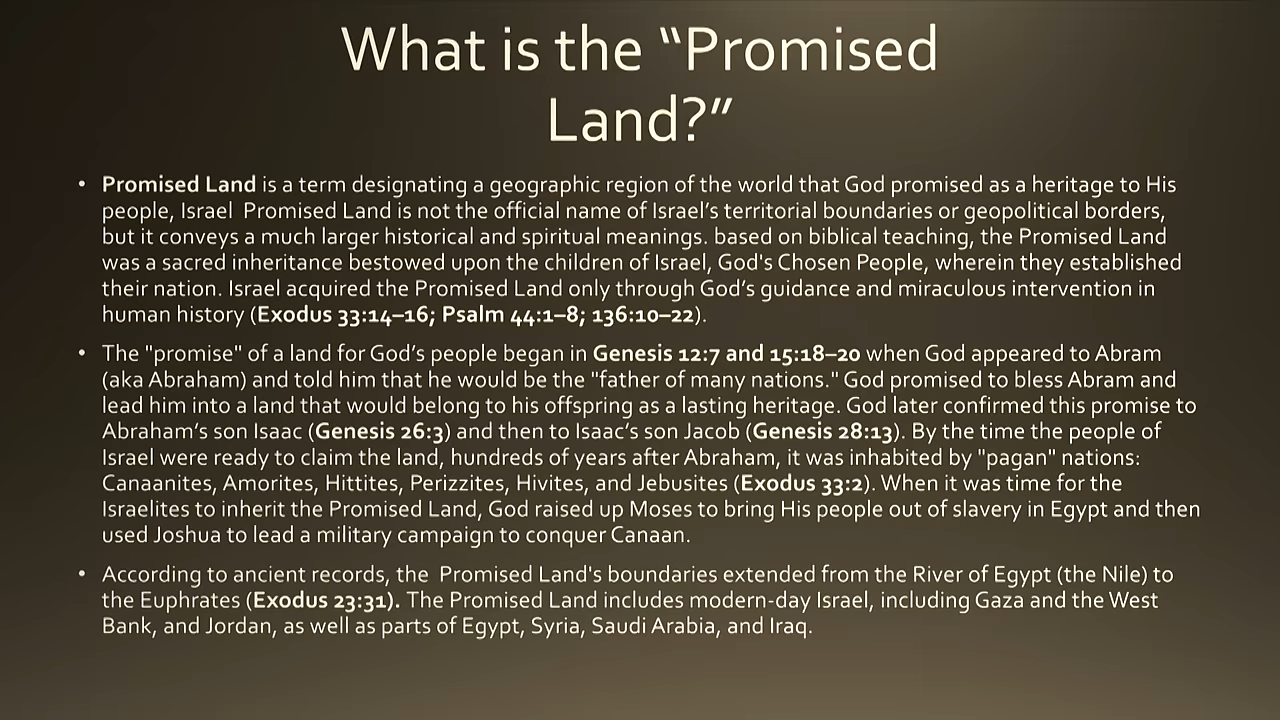 What is the “Promised
Land?”
• Promised Land is a term designating a geographic region of the world that God promised as a heritage to His
people, Israel  Promised Land is not the official name of Israel’s territorial boundaries or geopolitical borders,
but it conveys a much larger historical and spiritual meanings. based on biblical teaching, the Promised Land
was a sacred inheritance bestowed upon the children of Israel, God's Chosen People, wherein they established
their nation. Israel acquired the Promised Land only through God’s guidance and miraculous intervention in
human history (Exodus 33:14–16; Psalm 44:1–8; 136:10–22).
• The "promise" of a land for God’s people began in Genesis 12:7 and 15:18–20 when God appeared to Abram
(aka Abraham) and told him that he would be the "father of many nations." God promised to bless Abram and
lead him into a land that would belong to his offspring as a lasting heritage. God later confirmed this promise to
Abraham’s son Isaac (Genesis 26:3) and then to Isaac’s son Jacob (Genesis 28:13). By the time the people of
Israel were ready to claim the land, hundreds of years after Abraham, it was inhabited by "pagan" nations:
Canaanites, Amorites, Hittites, Perizzites, Hivites, and Jebusites (Exodus 33:2). When it was time for the
Israelites to inherit the Promised Land, God raised up Moses to bring His people out of slavery in Egypt and then
used Joshua to lead a military campaign to conquer Canaan.
• According to ancient records, the  Promised Land's boundaries extended from the River of Egypt (the Nile) to
the Euphrates (Exodus 23:31). The Promised Land includes modern-day Israel, including Gaza and the West
Bank, and Jordan, as well as parts of Egypt, Syria, Saudi Arabia, and Iraq.